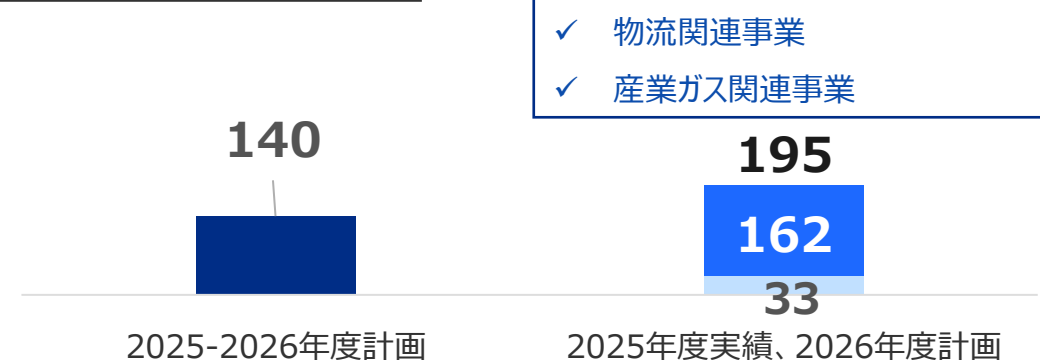 ✓ 物流関連事業
✓ 産業ガス関連事業
140
195
162
33
2025-2026年度計画
2025年度実績、2026年度計画